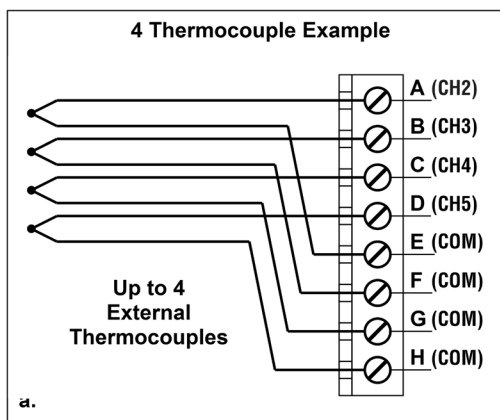 4 Thermocouple Example
A (CH2)
B (CH3)
C (CH4)
D (CH5)
E (COM)
F (COM)
G (COM)
H (COM)
Up to 4
External
Thermocouples
a.